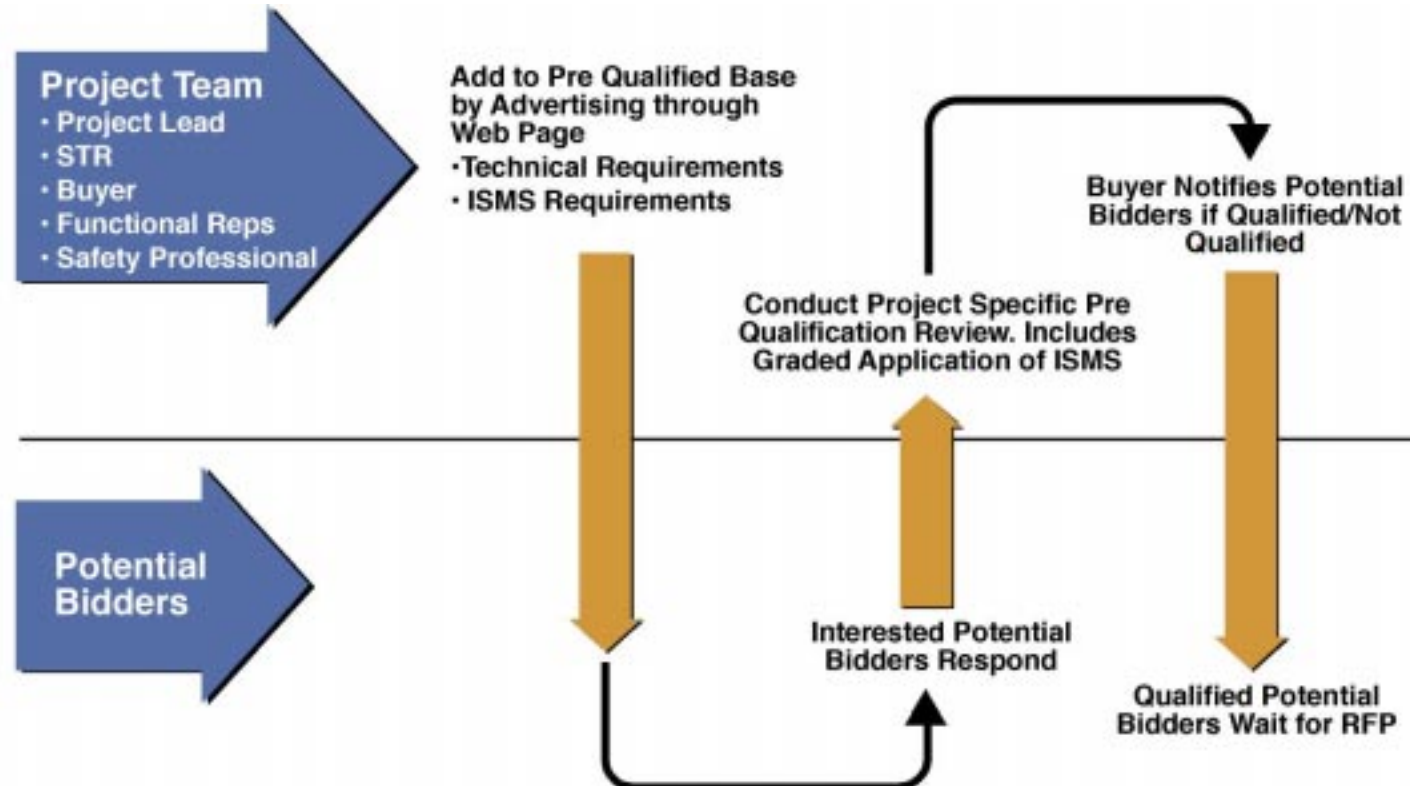 Project Team
· Project Lead
· STR
· Buyer
· Functional Reps
· Safety Professional
Add to Pre Qualified Base
by Advertising through
Web Page
·Technical Requirements
· ISMS Requirements
Buyer Notifies Potential
Bidders if Qualified/Not
Qualified
Conduct Project Specific Pre
Qualification Review. Includes
Graded Application of ISMS
Potential
Bidders
Interested Potential
Bidders Respond
Qualified Potential
Bidders Wait for RFP